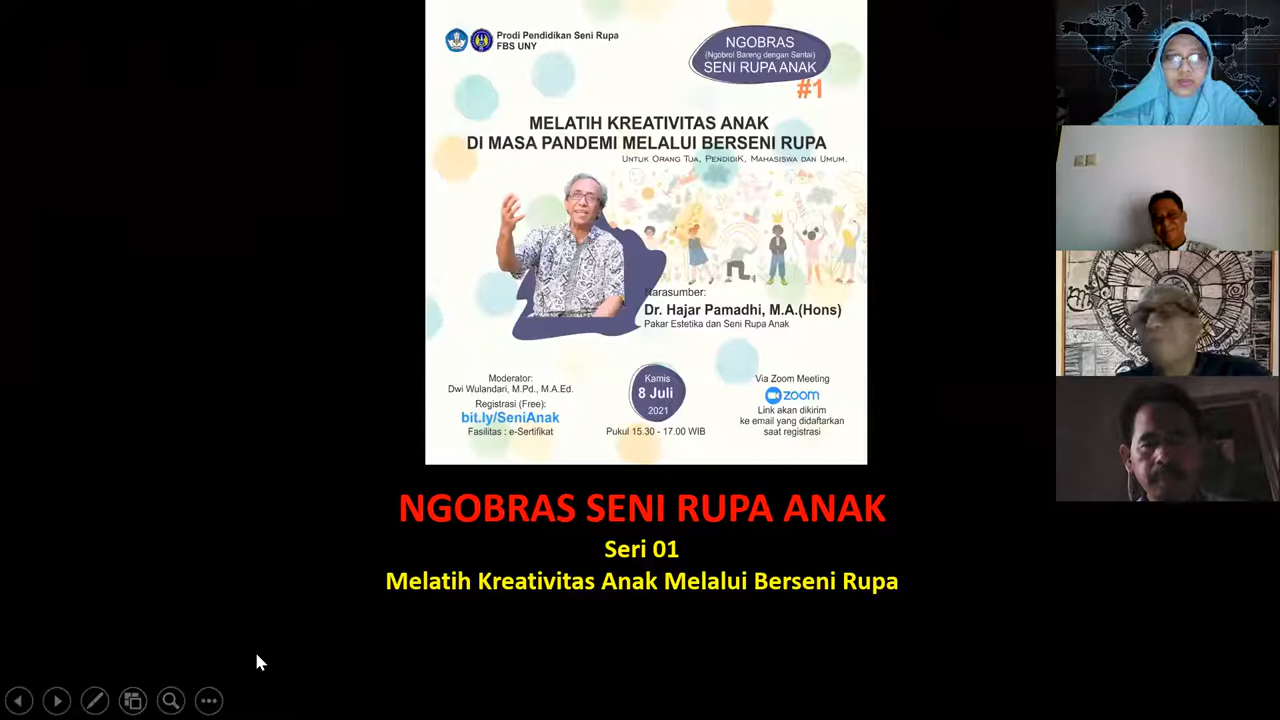 Prodi Pendidikan Seni Rupa
FBS UNY
NGOBRAS
(Ngobrol Bareng dengan Santai)
SENI RUPA ANAK
#1
MELATIH KREATIVITAS ANAK
DI MASA PANDEMI MELALUI BERSENI RUPA
Untuk Orang Tua, PendidiK, Mahasiswa dan Umum.
Narasumber:
Dr. Hajar Pamadhi, M.A.(Hons)
Pakar Estetika dan Seni Rupa Anak
Moderator:
Dwi Wulandari, M.Pd., M.A.Ed.
Registrasi (Free):
bit.ly/SeniAnak
Fasilitas : e-Sertifikat
Kamis
8 Juli
2021
Pukul 15.30 - 17.00 WIB
Via Zoom Meeting
zoom
Link akan dikirim
ke email yang didaftarkan
saat registrasi
NGOBRAS SENI RUPA ANAK
Seri 01
Melatih Kreativitas Anak Melalui Berseni Rupa